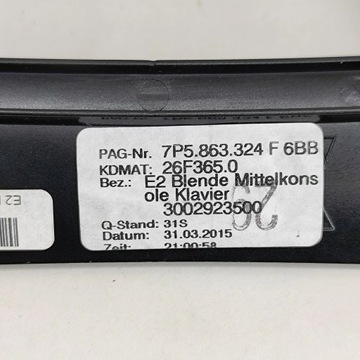 PAG-Nr. 7P5.863.324 F 6BB
KDMAT: 26F365.0
Bez.: E2 Blende Mittelkons
ole Klavier
3002923500
Q-Stand: 31S
Datum: 31.03.2015
Zeit: 21:00:58
E2